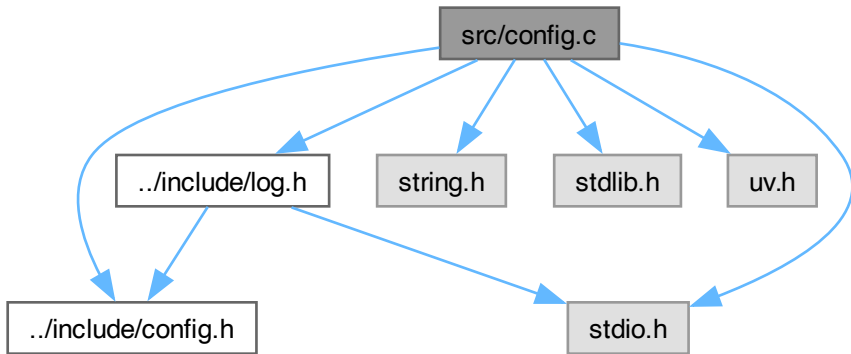 src/config.c
../include/log.h
string.h
stdlib.h
uv.h
../include/config.h
stdio.h